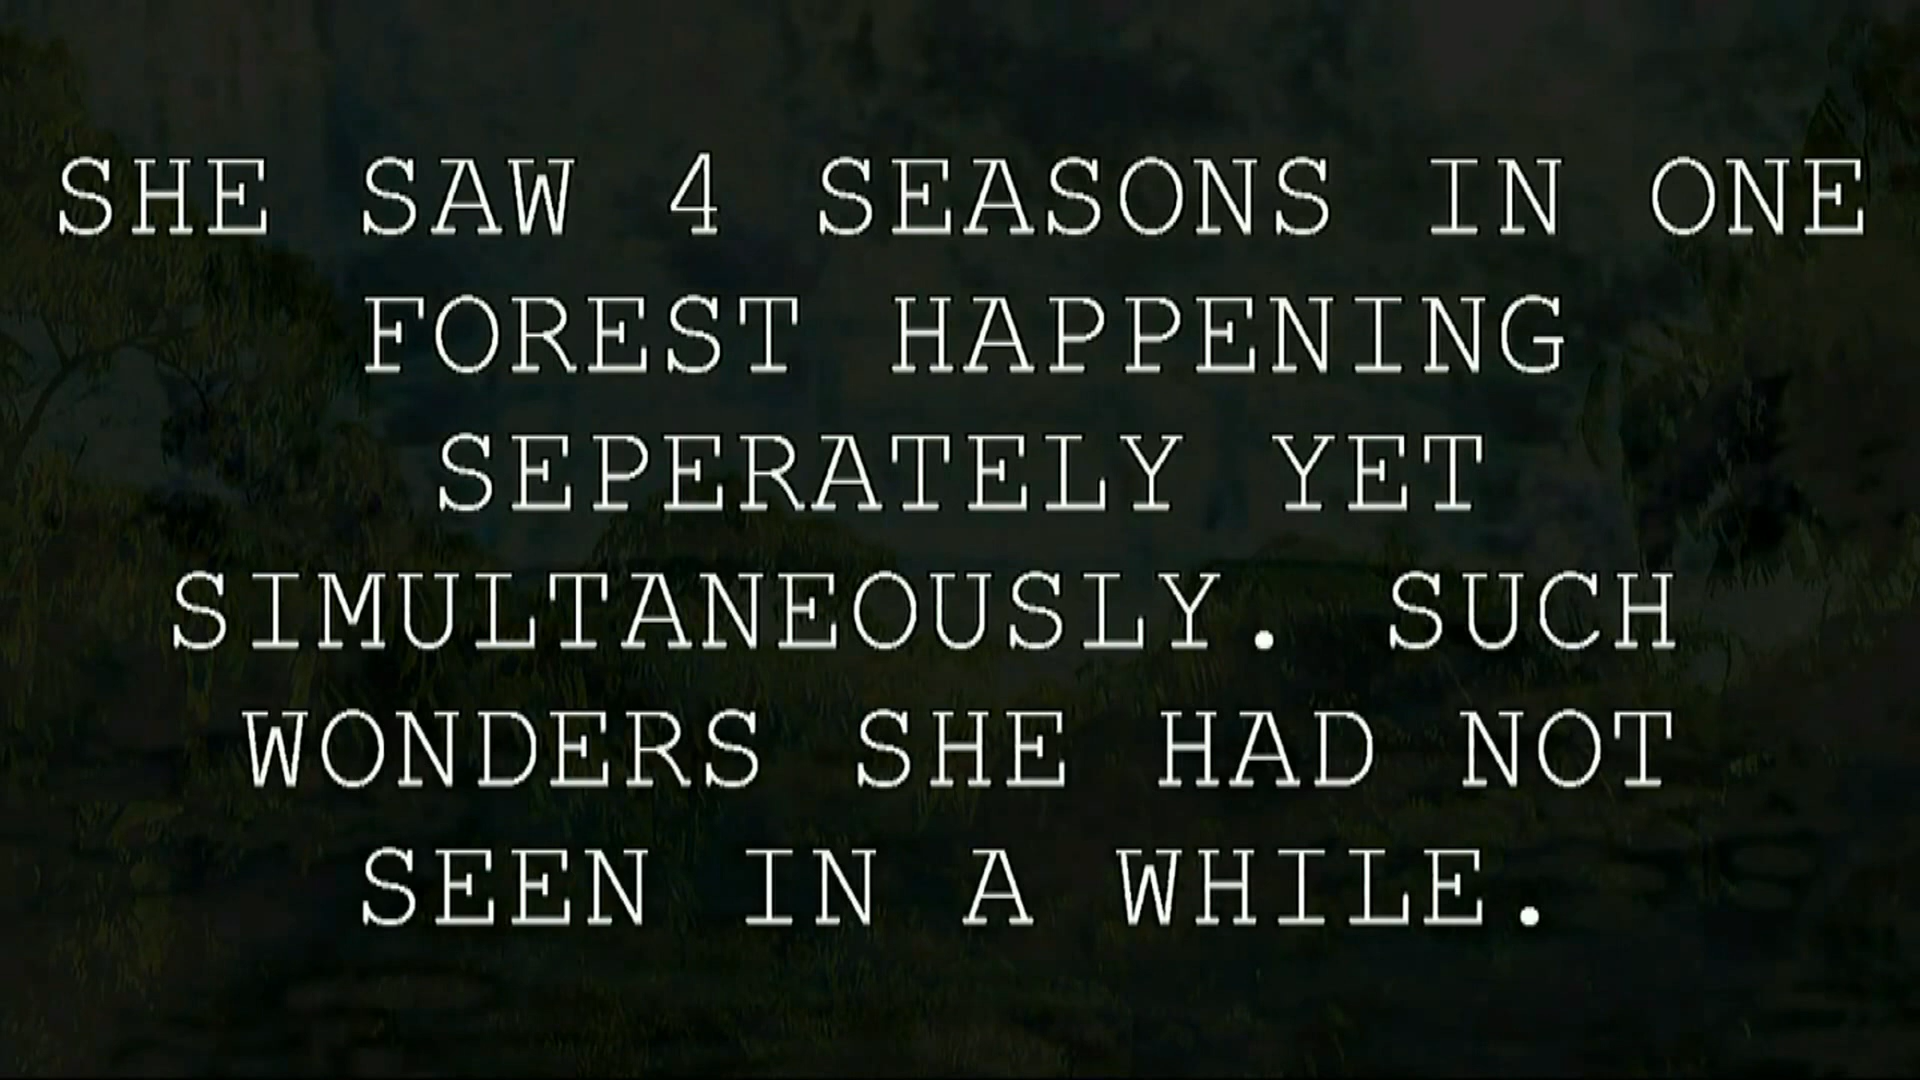 SHE SAW 4 SEASONS IN ONE
FOREST HAPPENING
SEPERATELY YET
SIMULTANEOUSLY. SUCH
WONDERS SHE HAD NOT
SEEN IN A WHILE.